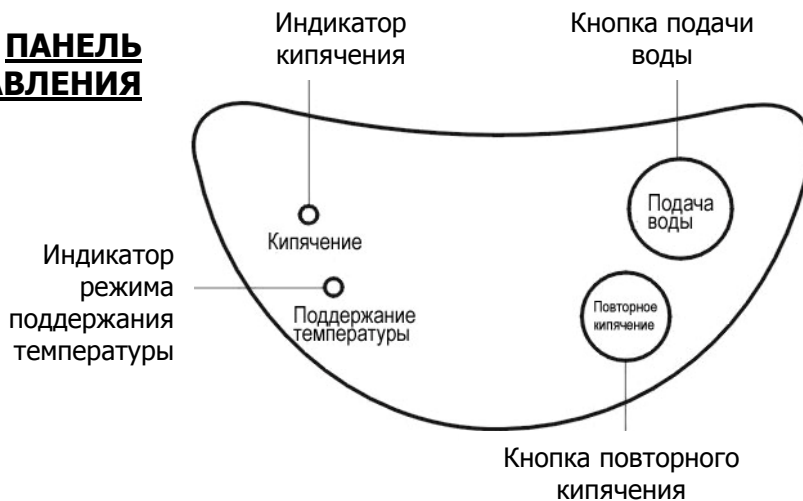 ПАНЕЛЬ
АВЛЕНИЯ
Индикатор
кипячения
Кнопка подачи
воды
Подача
воды
Кипячение
Индикатор
режима
поддержания
температуры
Поддержание
температуры
Повторное
кипячение
Кнопка повторного
кипячения